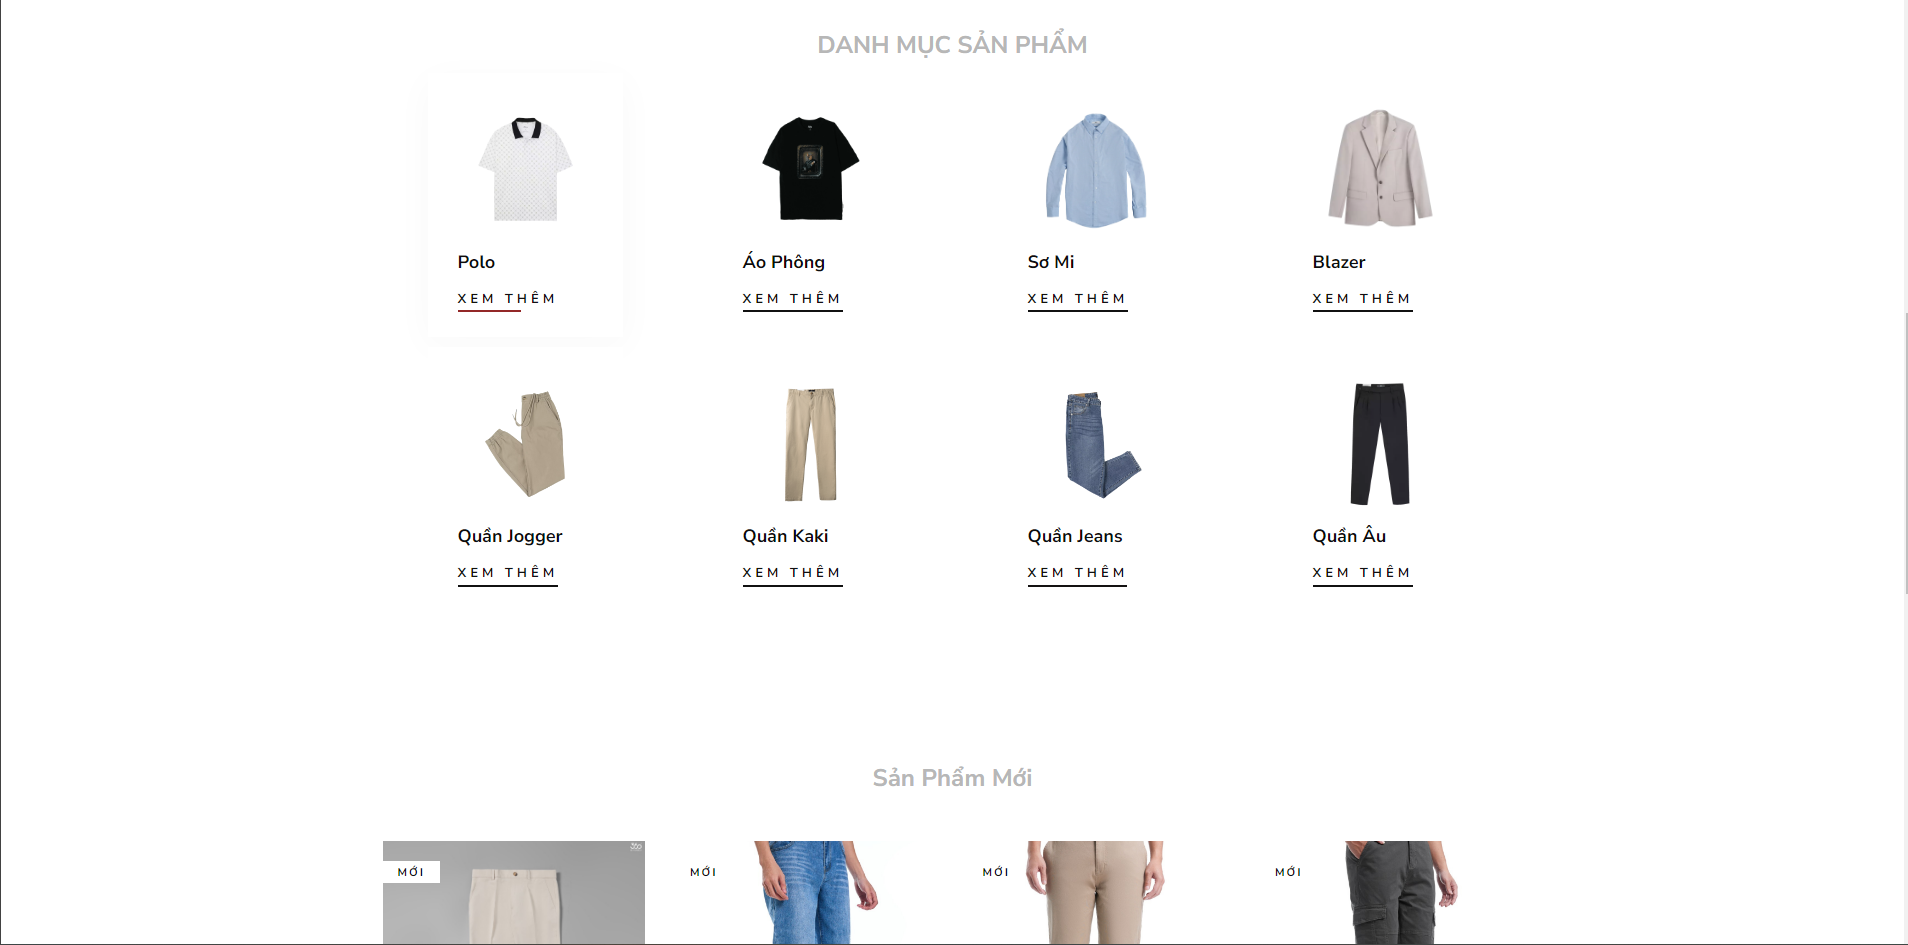 DANH MỤC SẢN PHẨM
Polo
XEM THÊM
Áo Phông
XEM THÊM
Sơ Mi
XEM THÊM
Blazer
XEM THÊM
Quần Jogger
XEM THÊM
Quần Kaki
XEM THÊM
Quần Jeans
XEM THÊM
Quần Âu
XEM THÊM
Sản Phẩm Mới
MỚI
MỚI
MỚI
MỚI